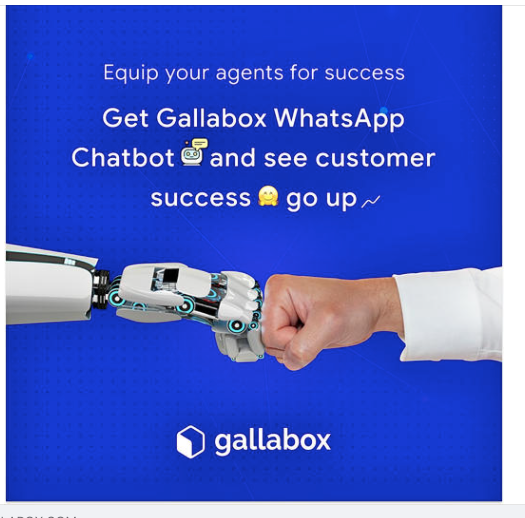 Equip your agents for success
Get Gallabox WhatsApp
Chatbot 🤖 and see customer
success 🤗 go up
gallabox